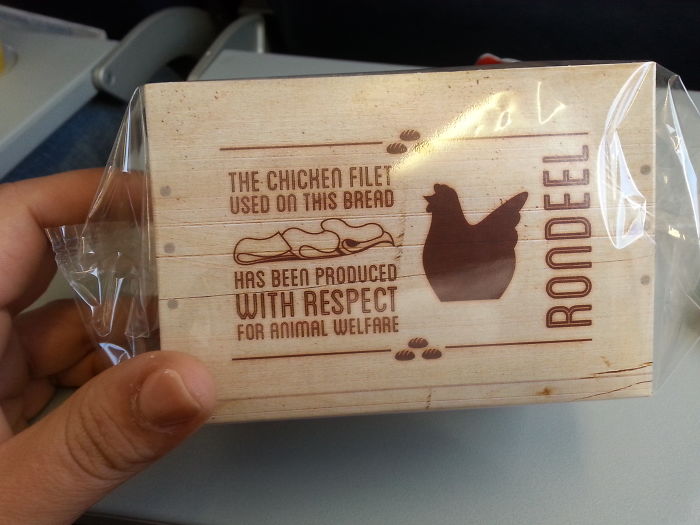 THE CHICKEN FILET
USED ON THIS BREAD
HAS BEEN PRODUCED
WITH RESPECT
FOR ANIMAL WELFARE
RONDEEL